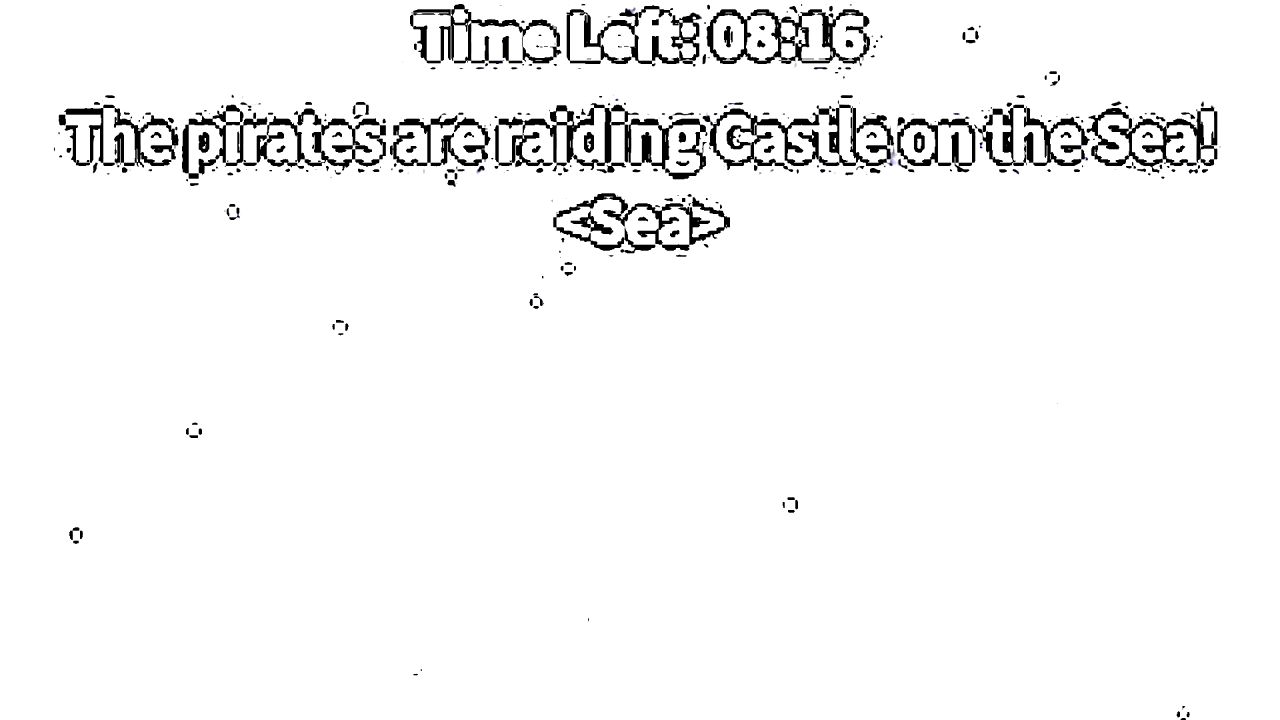 Time Left: 08:16
The pirates are raiding Castle on the Sea!
<Sea>